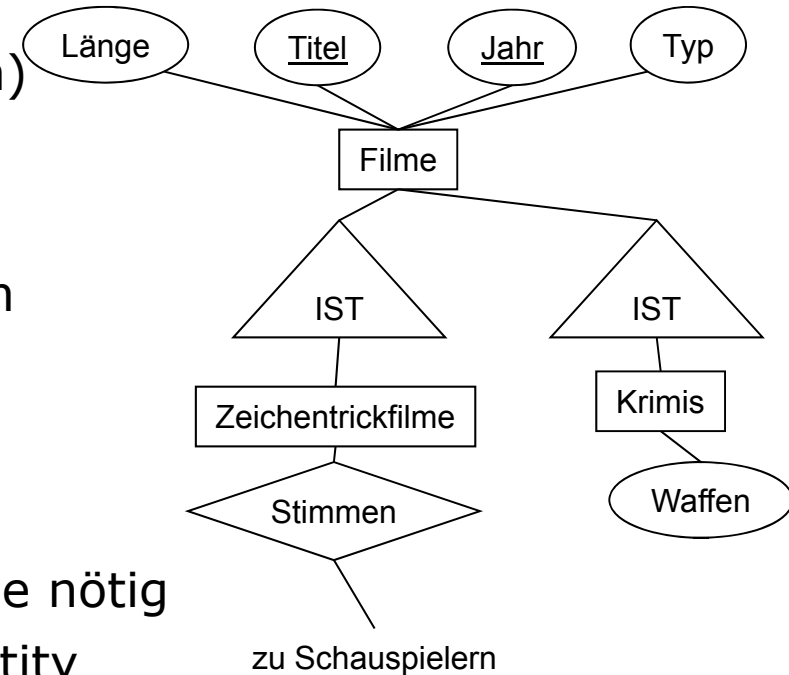 Länge Titel Jahr Typ
Filme
IST IST
Zeichentrickfilme Krimis
Stimmen Waffen
nötig
zu Schauspielern